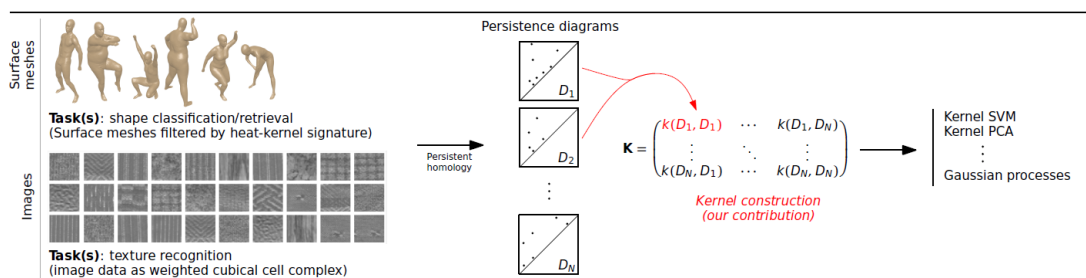 Surface
meshes
Task(s): shape classification/retrieval
(Surface meshes filtered by heat-kernel signature)
Images
Task(s): texture recognition
(image data as weighted cubical cell complex)
Persistent
homology
Persistence diagrams
D1
D2
⋮
DN
K = ( k(D1, D1) ⋯ k(D1, DN)
⋮ ⋱ ⋮
k(DN, D1) ⋯ k(DN, DN) )
Kernel construction
(our contribution)
Kernel SVM
Kernel PCA
⋮
Gaussian processes